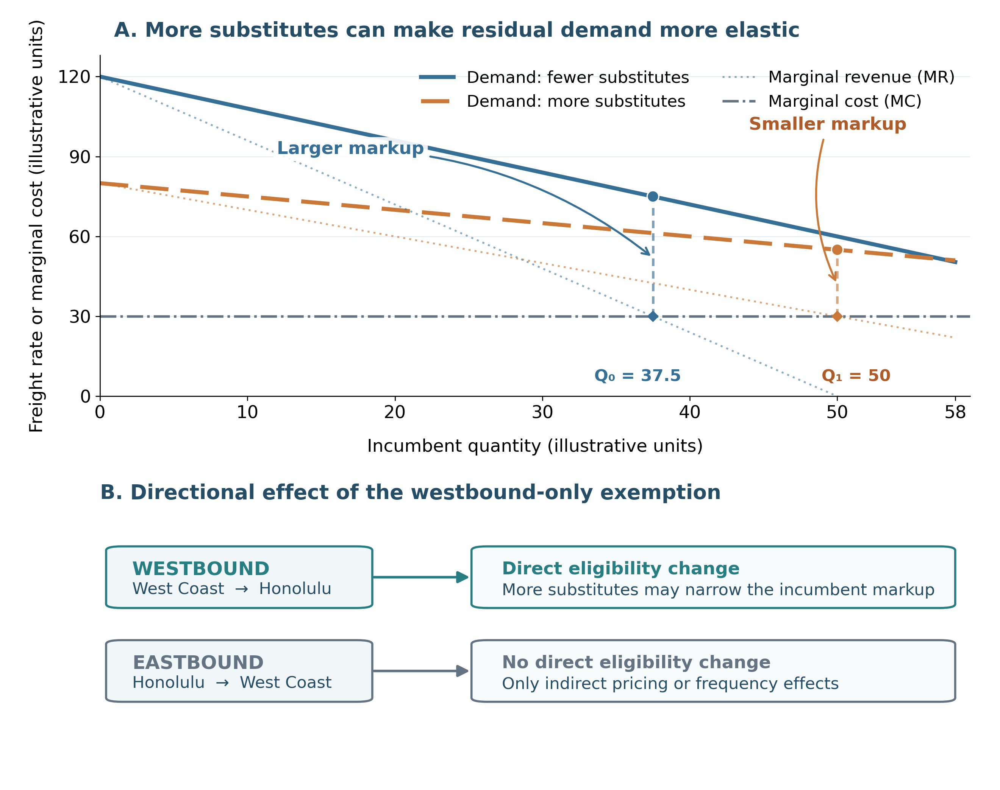 A. More substitutes can make residual demand more elastic
Freight rate or marginal cost (illustrative units)
120
90
60
30
0
Demand: fewer substitutes
Demand: more substitutes
Marginal revenue (MR)
Marginal cost (MC)
Smaller markup
Larger markup
Q₀ = 37.5
Q₁ = 50
0 10 20 30 40 50 58
Incumbent quantity (illustrative units)
B. Directional effect of the westbound-only exemption
WESTBOUND
West Coast → Honolulu
Direct eligibility change
More substitutes may narrow the incumbent markup
EASTBOUND
Honolulu → West Coast
No direct eligibility change
Only indirect pricing or frequency effects